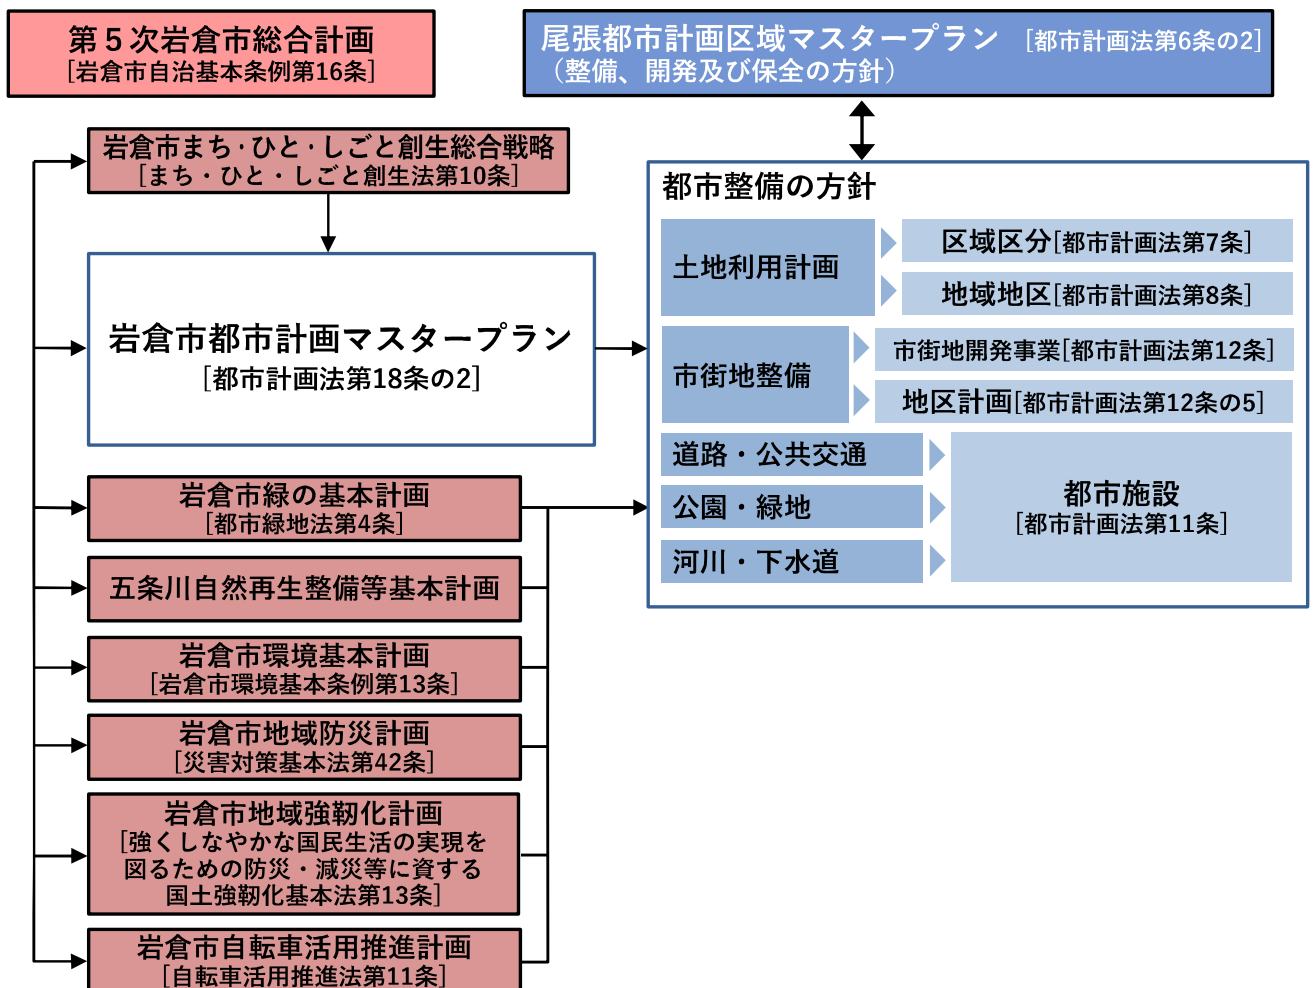 第５次岩倉市総合計画
[岩倉市自治基本条例第16条]
尾張都市計画区域マスタープラン [都市計画法第6条の2]
（整備、開発及び保全の方針）
岩倉市まち・ひと・しごと創生総合戦略
[まち・ひと・しごと創生法第10条]
岩倉市都市計画マスタープラン
[都市計画法第18条の2]
都市整備の方針
土地利用計画
区域区分[都市計画法第7条]
地域地区[都市計画法第8条]
市街地整備
市街地開発事業[都市計画法第12条]
地区計画[都市計画法第12条の5]
道路・公共交通
公園・緑地
河川・下水道
都市施設
[都市計画法第11条]
岩倉市緑の基本計画
[都市緑地法第4条]
五条川自然再生整備等基本計画
岩倉市環境基本計画
[岩倉市環境基本条例第13条]
岩倉市地域防災計画
[災害対策基本法第42条]
岩倉市地域強靭化計画
[強くしなやかな国民生活の実現を
図るための防災・減災等に資する
国土強靭化基本法第13条]
岩倉市自転車活用推進計画
[自転車活用推進法第11条]